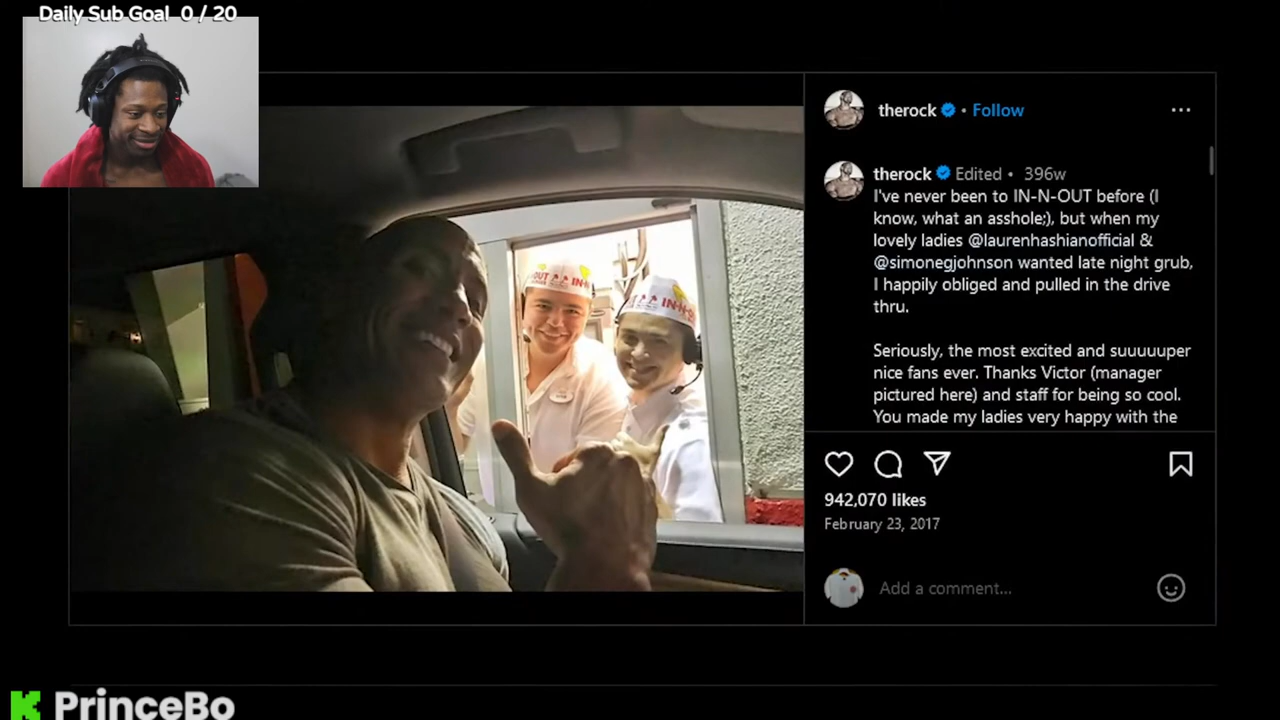 Daily Sub Goal 0 / 20
therock • Follow
therock Edited • 396w
I've never been to IN-N-OUT before (I
know, what an asshole;), but when my
lovely ladies @laurenhashianofficial &
@simonegjohnson wanted late night grub,
I happily obliged and pulled in the drive
thru.
Seriously, the most excited and suuuuuper
nice fans ever. Thanks Victor (manager
pictured here) and staff for being so cool.
You made my ladies very happy with the
942,070 likes
February 23, 2017
Add a comment...
OUT IN-
IN-N-O
PrinceBo